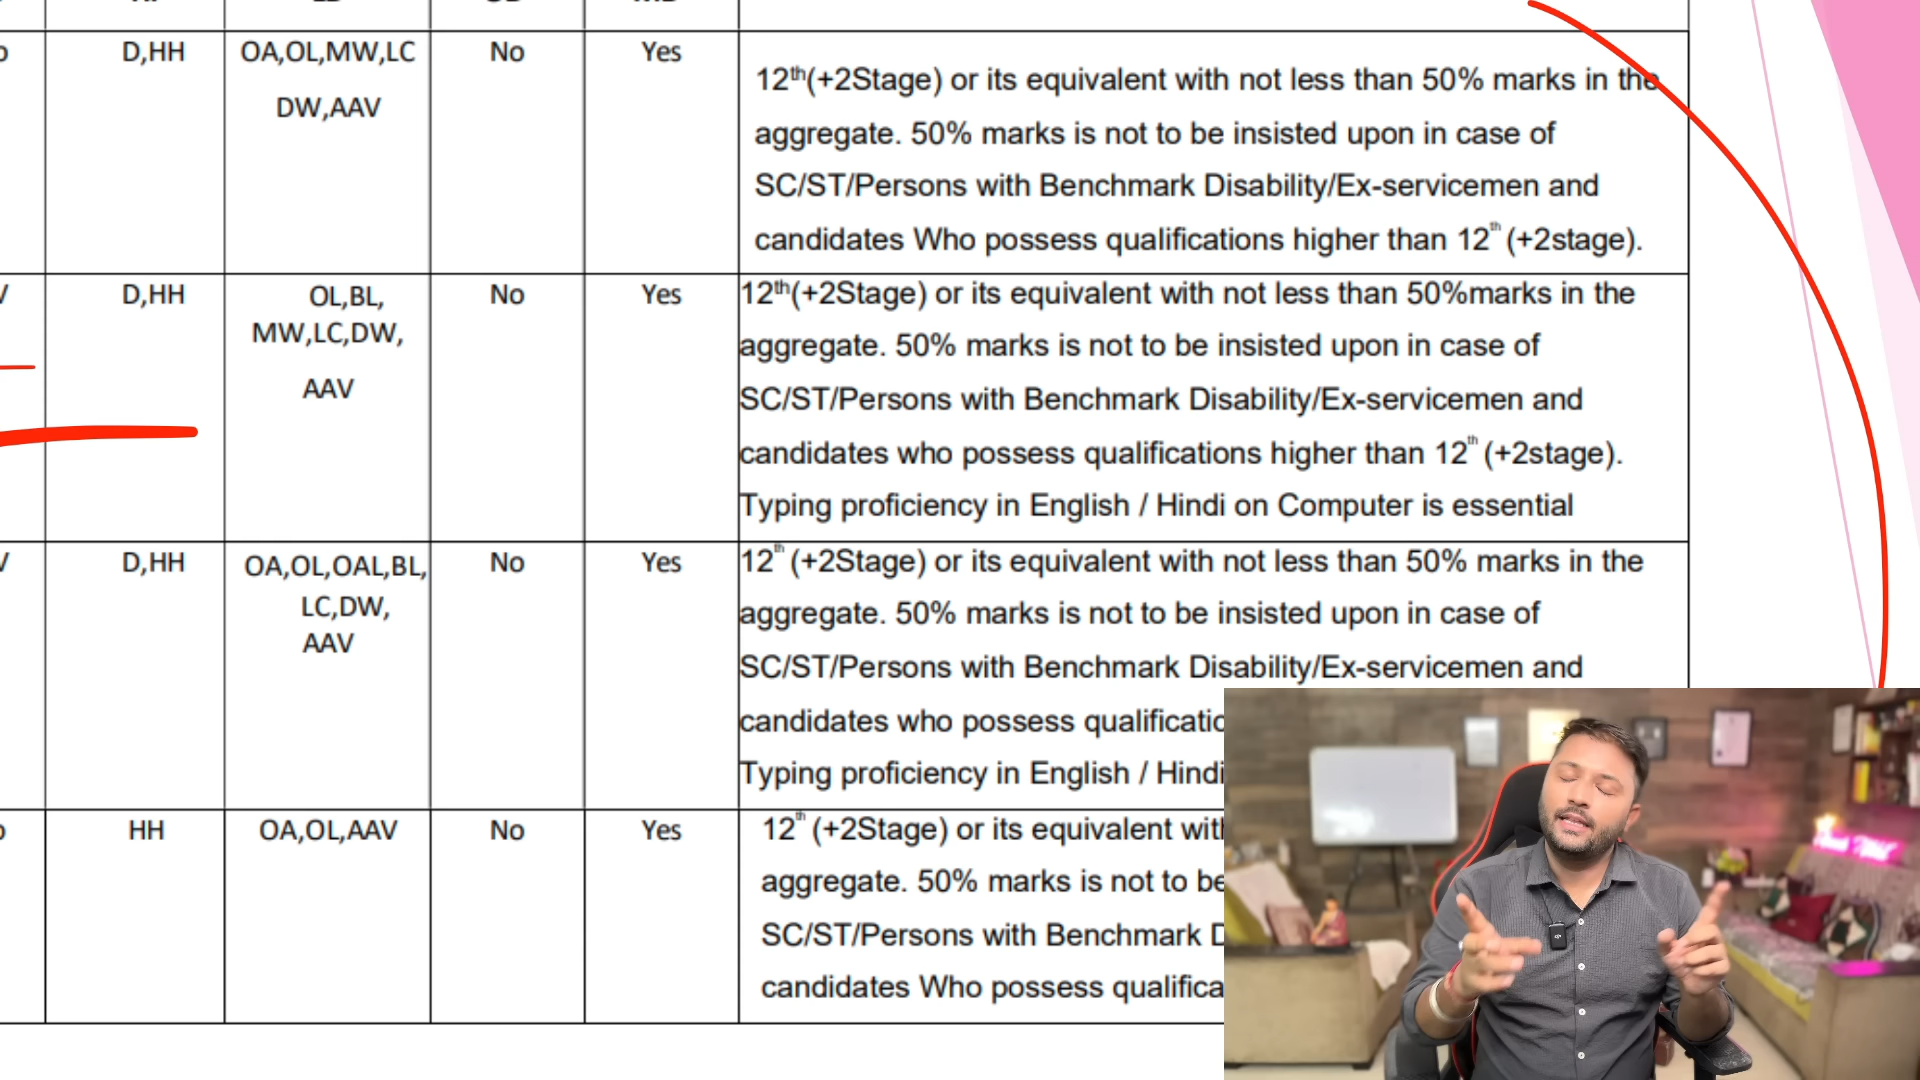 D,HH OA,OL,MW,LC No Yes
DW,AAV
12th(+2Stage) or its equivalent with not less than 50% marks in the
aggregate. 50% marks is not to be insisted upon in case of
SC/ST/Persons with Benchmark Disability/Ex-servicemen and
candidates Who possess qualifications higher than 12th (+2stage).
D,HH OL,BL, No Yes
MW,LC,DW,
AAV
12th(+2Stage) or its equivalent with not less than 50%marks in the
aggregate. 50% marks is not to be insisted upon in case of
SC/ST/Persons with Benchmark Disability/Ex-servicemen and
candidates who possess qualifications higher than 12th (+2stage).
Typing proficiency in English / Hindi on Computer is essential
D,HH OA,OL,OAL,BL, No Yes
LC,DW,
AAV
12th (+2Stage) or its equivalent with not less than 50% marks in the
aggregate. 50% marks is not to be insisted upon in case of
SC/ST/Persons with Benchmark Disability/Ex-servicemen and
candidates who possess
Typing proficiency in English / Hindi
HH OA,OL,AAV No Yes
12th (+2Stage) or its equivalent with
aggregate. 50% marks is not to be
SC/ST/Persons with Benchmark
candidates Who possess